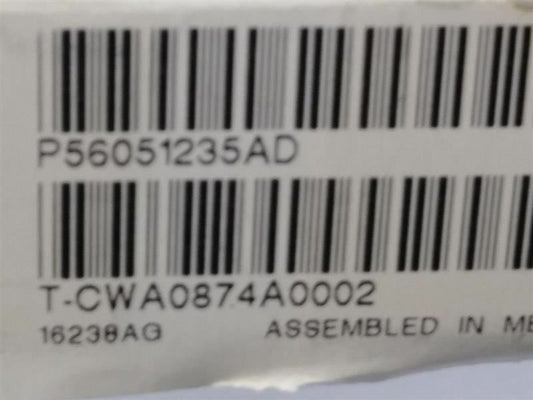 P56051235AD
T-CWA0874A0002
16238AG ASSEMBLED IN